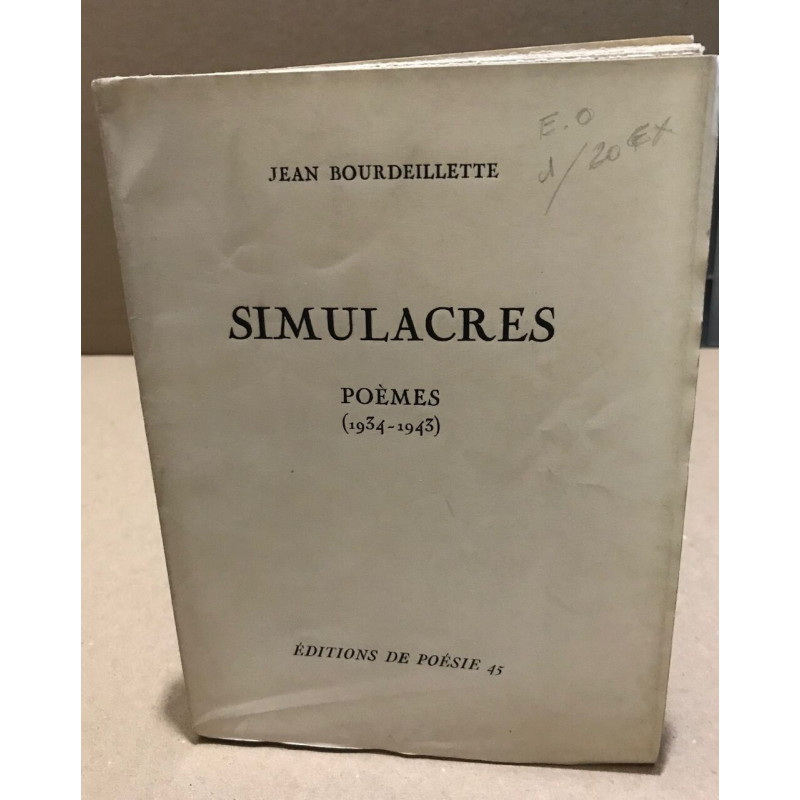 E.O
1/20 EX
JEAN BOURDEILLETTE
SIMULACRES
POÈMES
(1934-1943)
ÉDITIONS DE POÉSIE 45